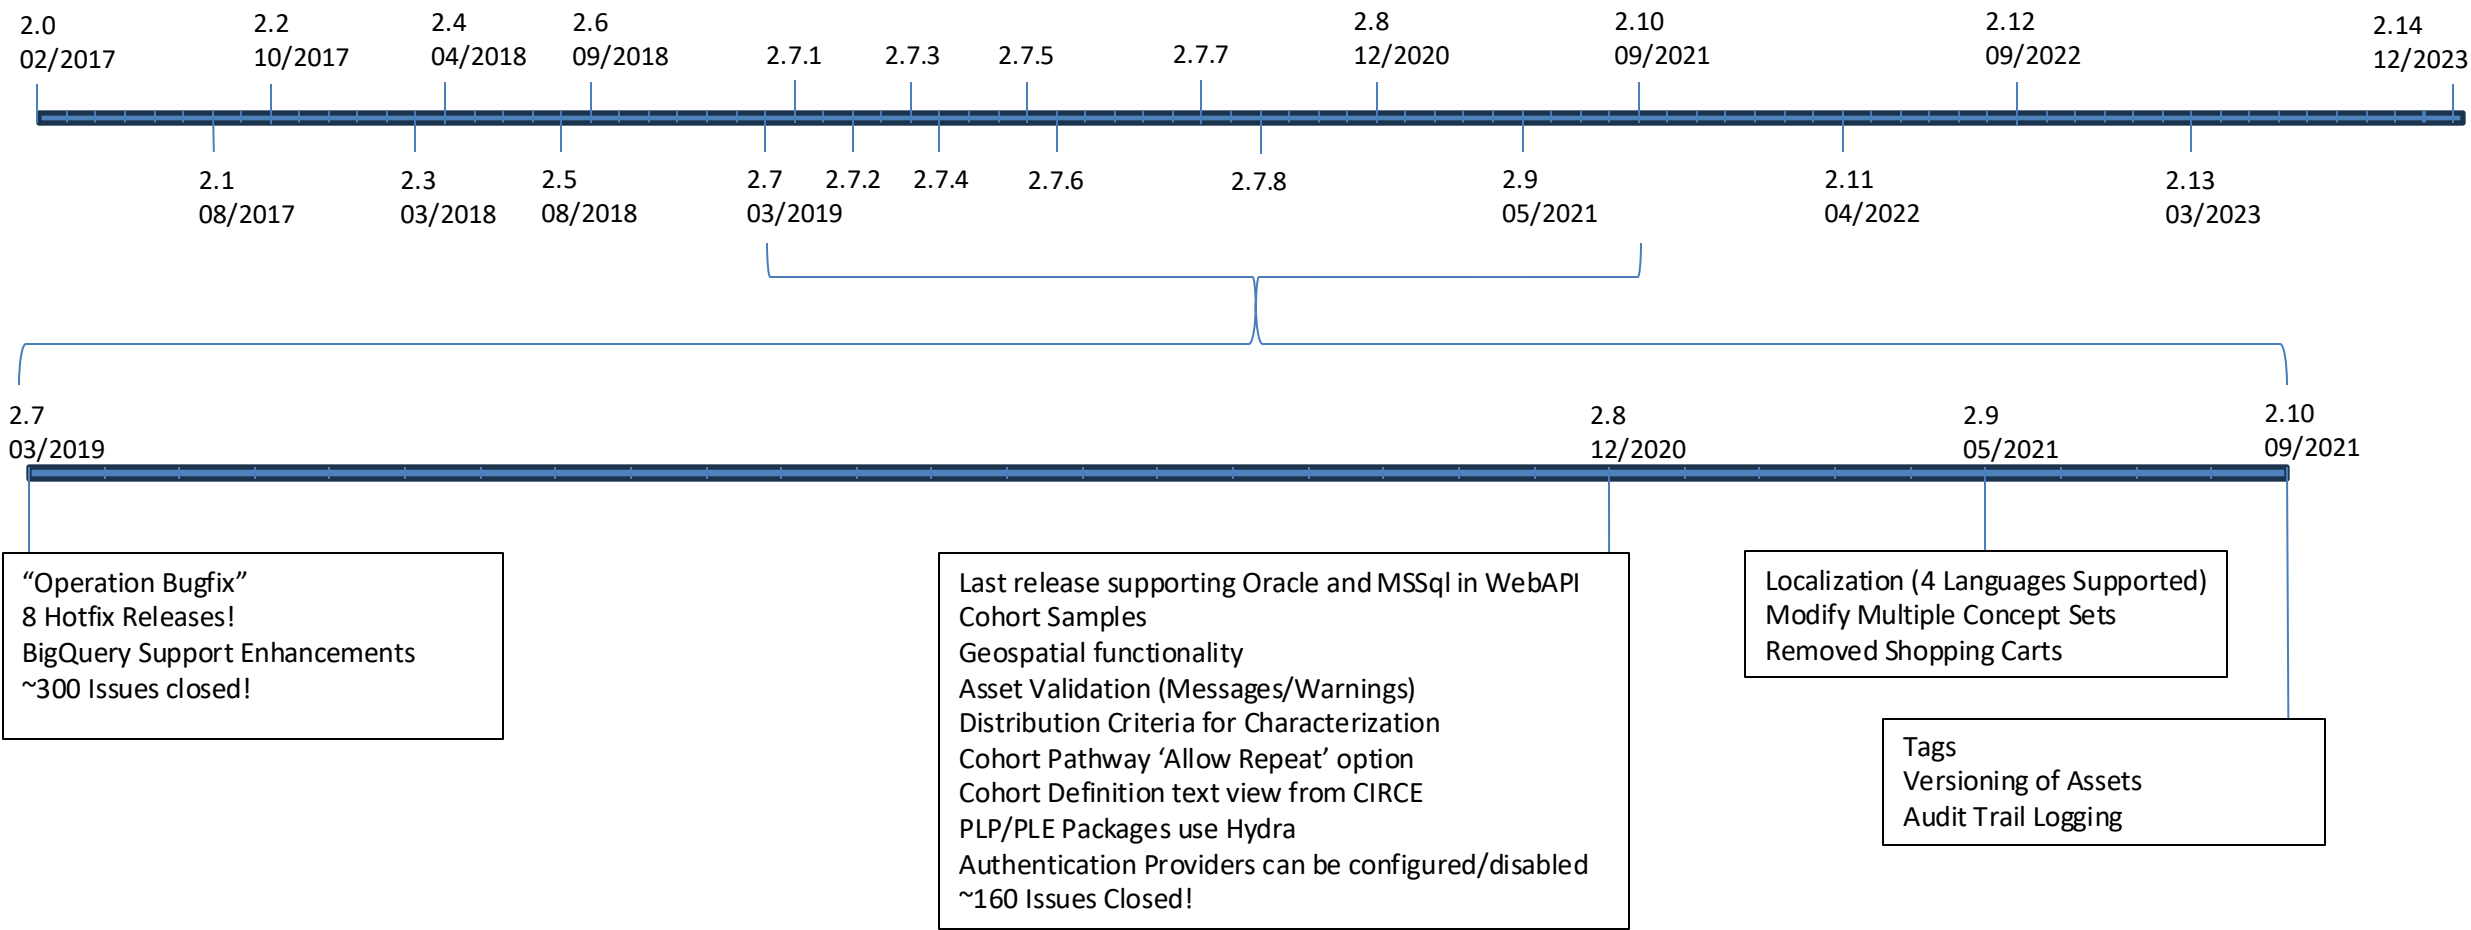 2.0
02/2017
2.2
10/2017
2.4
04/2018
2.6
09/2018
2.7.1
2.7.3
2.7.5
2.7.7
2.8
12/2020
2.10
09/2021
2.12
09/2022
2.14
12/2023
2.1
08/2017
2.3
03/2018
2.5
08/2018
2.7
03/2019
2.7.2
2.7.4
2.7.6
2.7.8
2.9
05/2021
2.11
04/2022
2.13
03/2023
2.7
03/2019
2.8
12/2020
2.9
05/2021
2.10
09/2021
“Operation Bugfix”
8 Hotfix Releases!
BigQuery Support Enhancements
~300 Issues closed!
Last release supporting Oracle and MSSql in WebAPI
Cohort Samples
Geospatial functionality
Asset Validation (Messages/Warnings)
Distribution Criteria for Characterization
Cohort Pathway ‘Allow Repeat’ option
Cohort Definition text view from CIRCE
PLP/PLE Packages use Hydra
Authentication Providers can be configured/disabled
~160 Issues Closed!
Localization (4 Languages Supported)
Modify Multiple Concept Sets
Removed Shopping Carts
Tags
Versioning of Assets
Audit Trail Logging